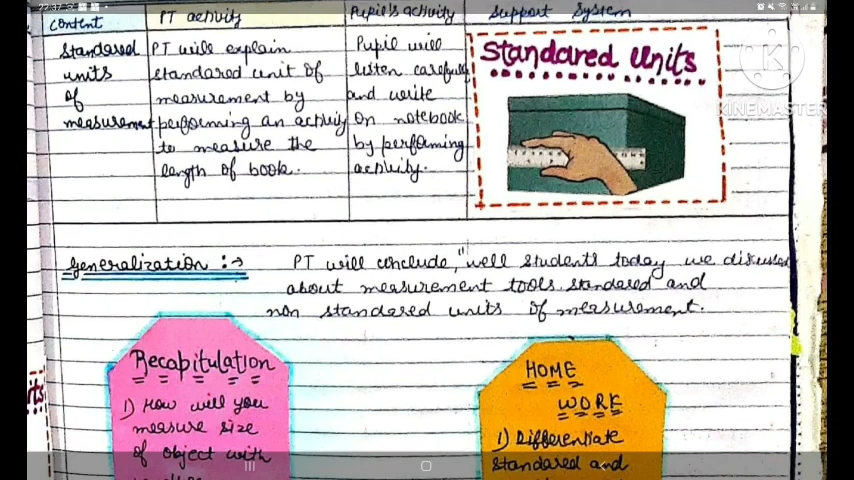 22:37
content
PT activity
Pupil's activity
Support System
Standared
units
of
measurement
PT will explain
standared unit of
measurement by
performing an activity
to measure the
length of book.
Pupil will
listen carefully
and write
on notebook
by performing
activity.
Standared Units
KINEMASTER
Generalization :→
PT will conclude, "well students today we discussed
about measurement tools, standared and
non standared units of measurement.
Recapitulation
1) How will you
measure size
of object with
HOME
WORK
1) Differentiate
standared and